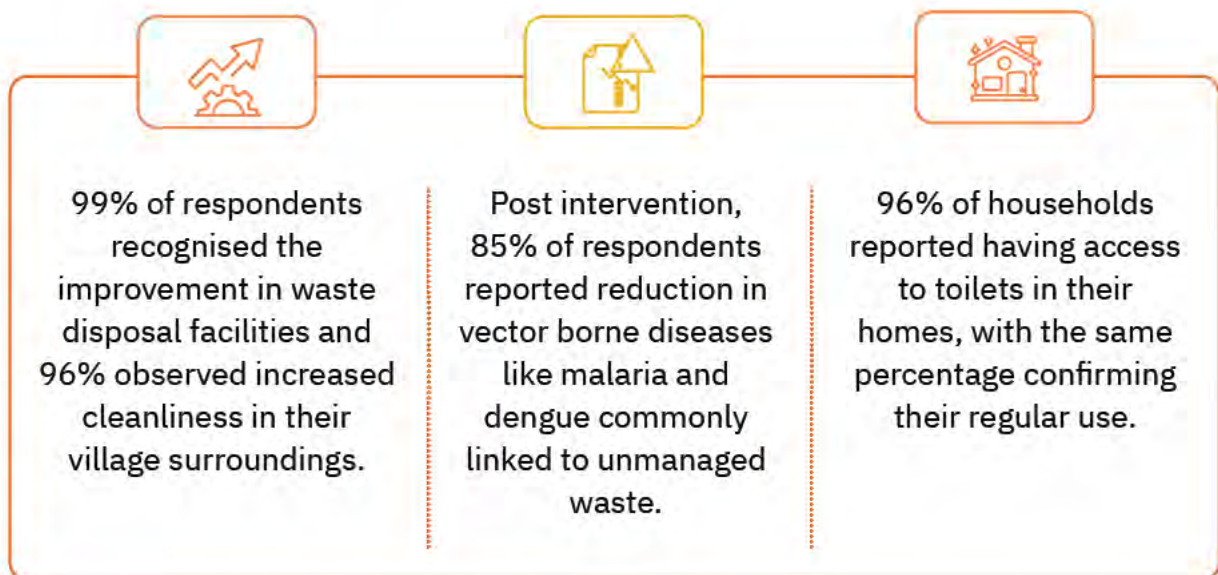 99% of respondents
recognised the
improvement in waste
disposal facilities and
96% observed increased
cleanliness in their
village surroundings.
Post intervention,
85% of respondents
reported reduction in
vector borne diseases
like malaria and
dengue commonly
linked to unmanaged
waste.
96% of households
reported having access
to toilets in their
homes, with the same
percentage confirming
their regular use.